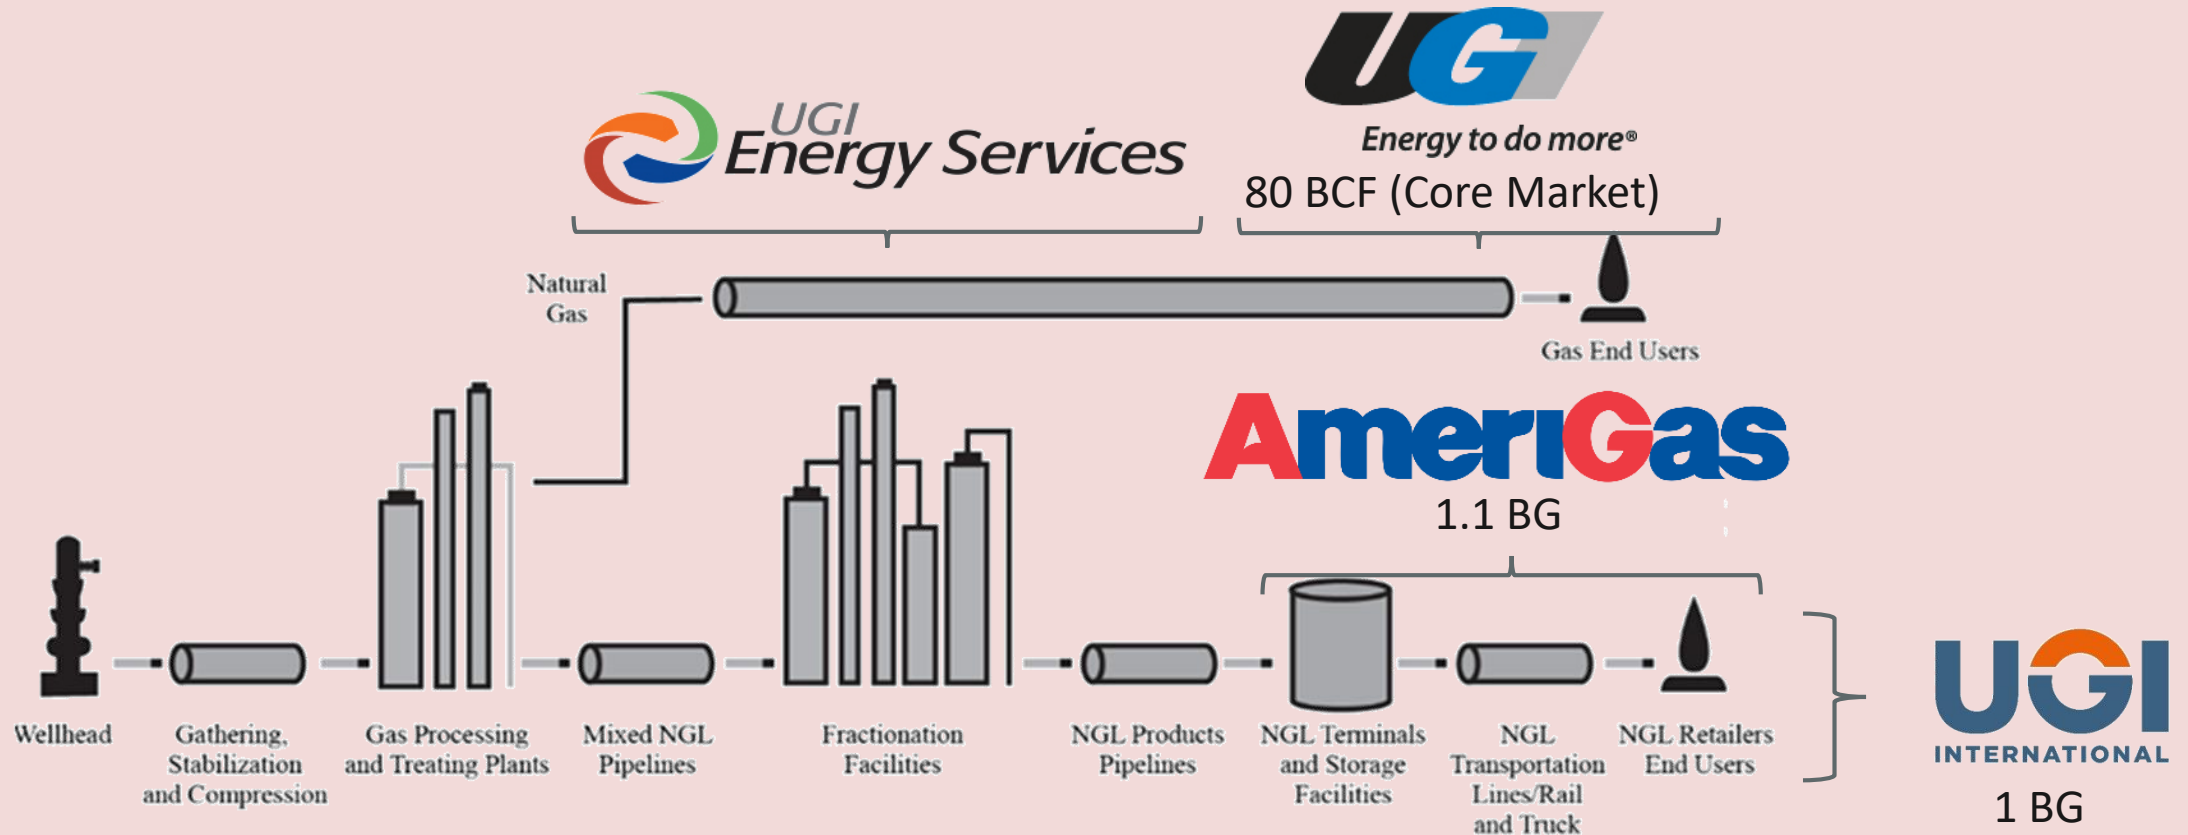 UGI
Energy Services
UGI
Energy to do more®
80 BCF (Core Market)
Natural
Gas
Gas End Users
AmeriGas
1.1 BG
Wellhead
Gathering,
Stabilization
and Compression
Gas Processing
and Treating Plants
Mixed NGL
Pipelines
Fractionation
Facilities
NGL Products
Pipelines
NGL Terminals
and Storage
Facilities
NGL
Transportation
Lines/Rail
and Truck
NGL Retailers
End Users
UGI
INTERNATIONAL
1 BG